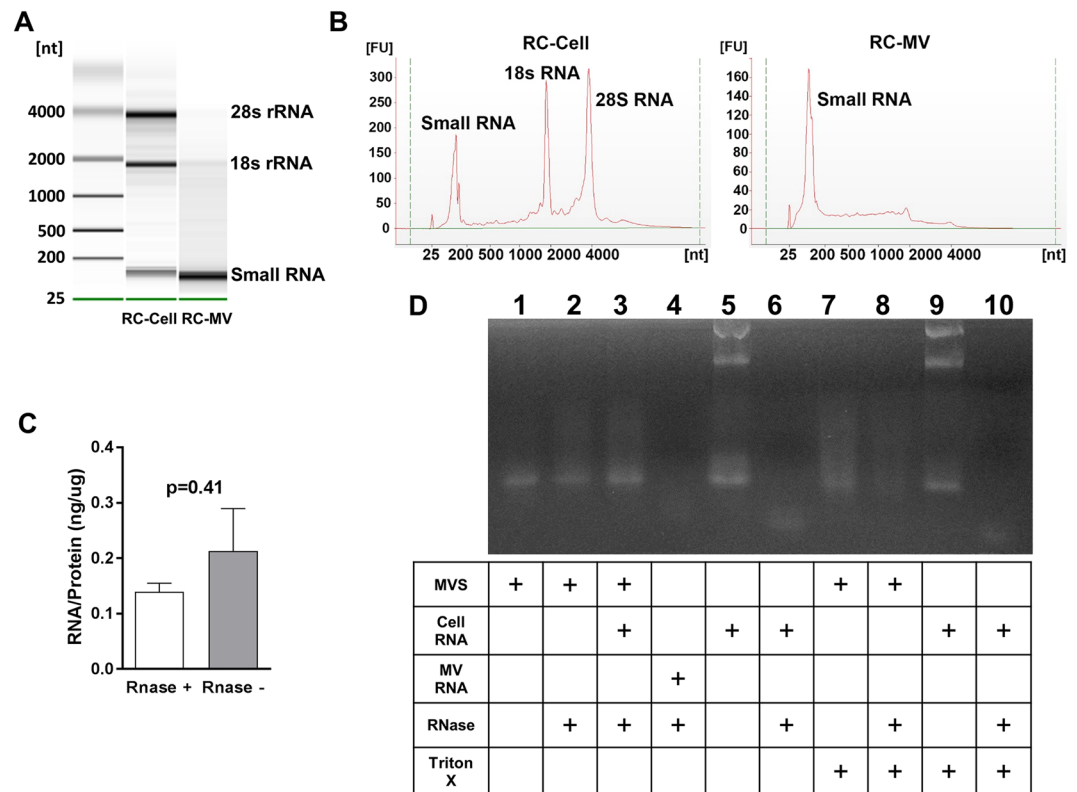 A
[nt]
4000
2000
1000
500
200
25
28s rRNA
18s rRNA
Small RNA
RC-Cell RC-MV
B
[FU]
RC-Cell
300
250
200
150
100
50
0
Small RNA
18s RNA
28S RNA
25 200 500 1000 2000 4000 [nt]
[FU]
RC-MV
160
140
120
100
80
60
40
20
0
Small RNA
25 200 500 1000 2000 4000 [nt]
C
RNA/Protein (ng/ug)
0.4
0.3
0.2
0.1
0.0
p=0.41
Rnase + Rnase -
D
1 2 3 4 5 6 7 8 9 10
MVS + + + + +
Cell
RNA + + + + +
MV
RNA +
RNase + + + + + +
Triton
X + + + +